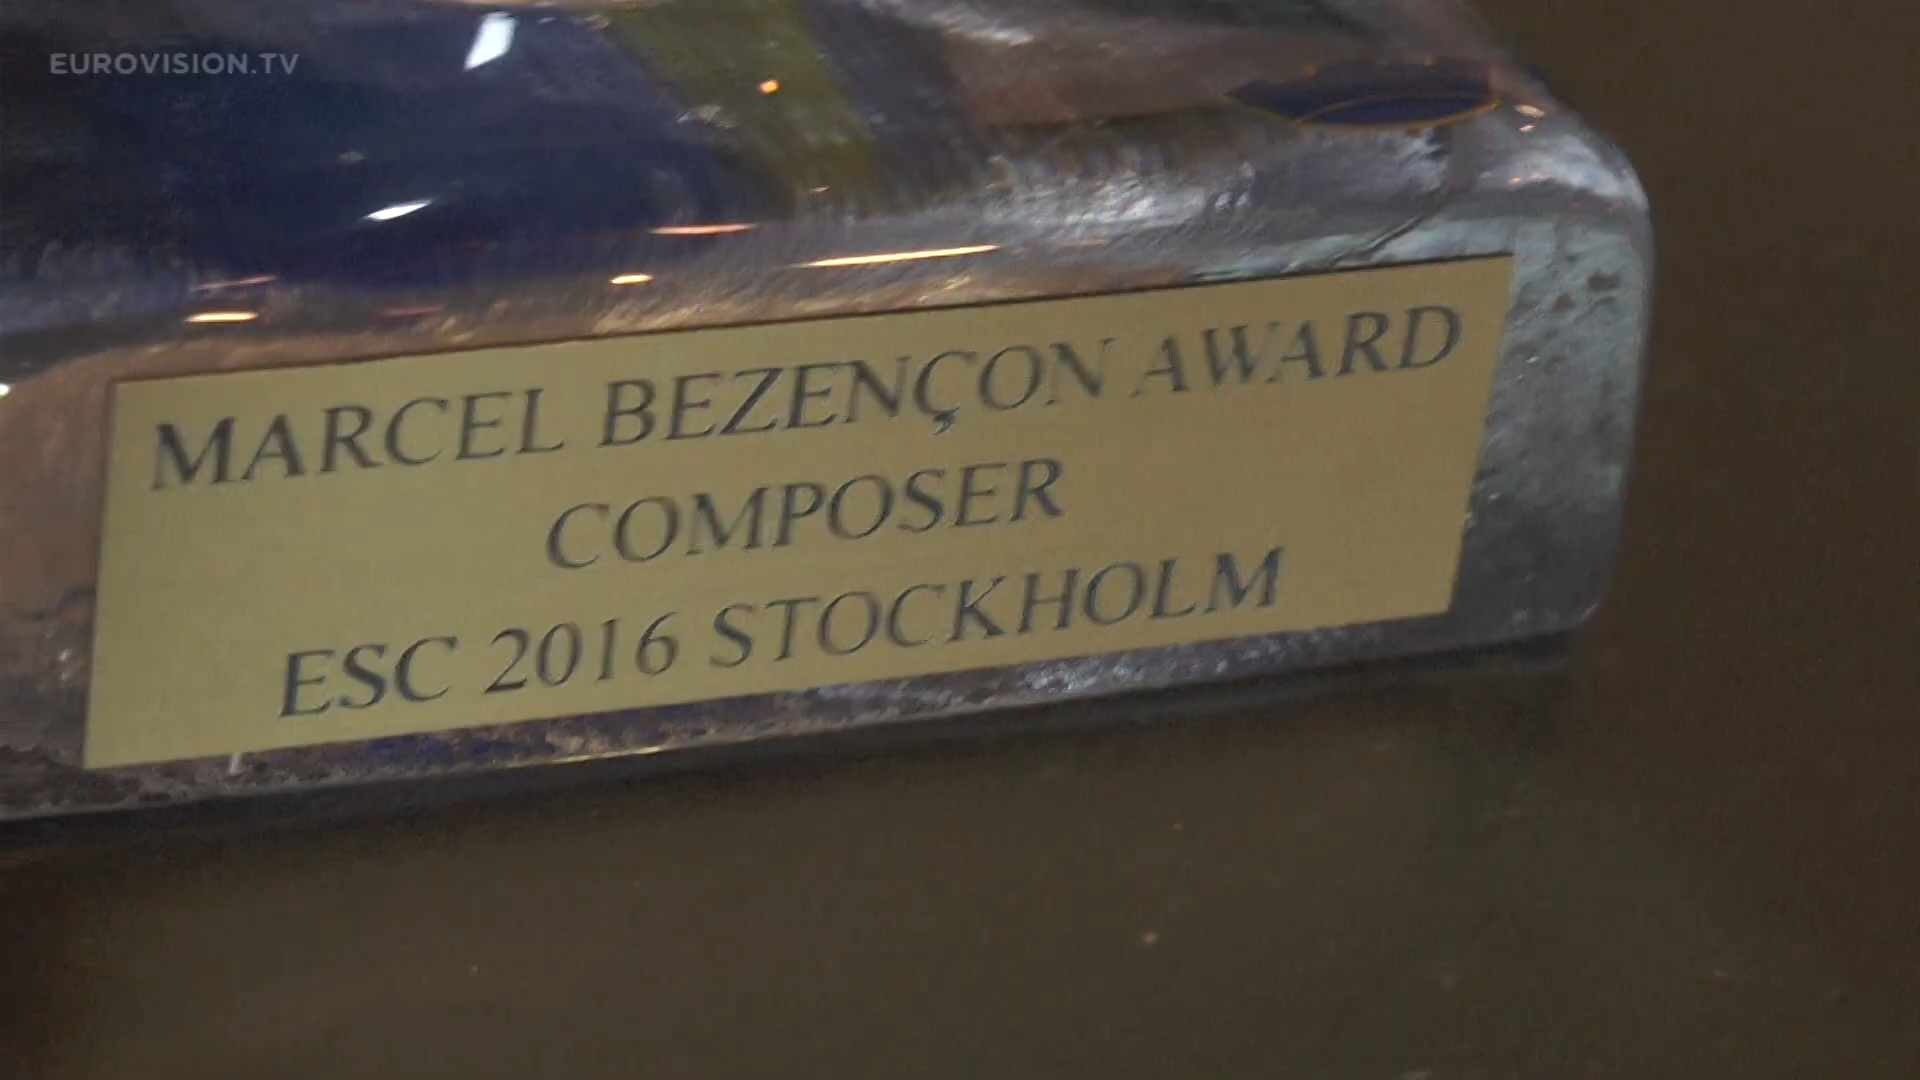 EUROVISION.TV
MARCEL BEZENÇON AWARD
COMPOSER
ESC 2016 STOCKHOLM